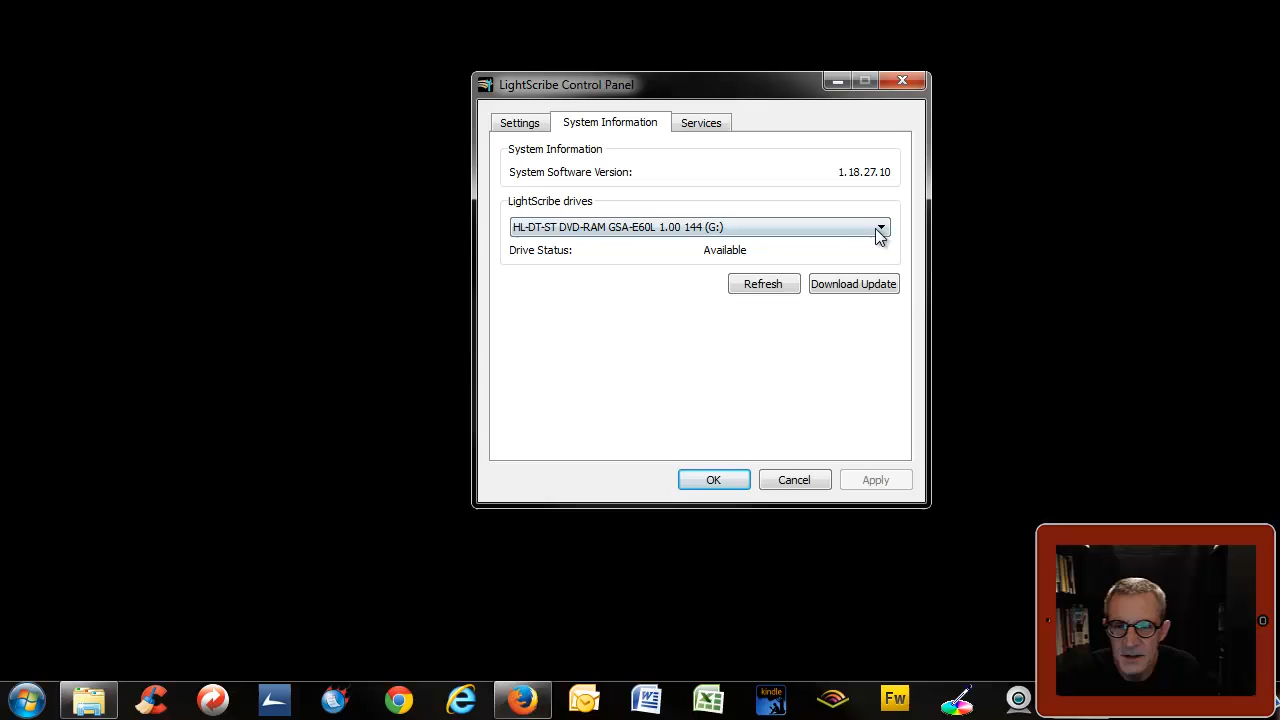 LightScribe Control Panel
Settings
System Information
Services
System Information
System Software Version:
1.18.27.10
LightScribe drives
HL-DT-ST DVD-RAM GSA-E60L 1.00 144 (G:)
Drive Status:
Available
Refresh
Download Update
OK
Cancel
Apply
kindle
Fw